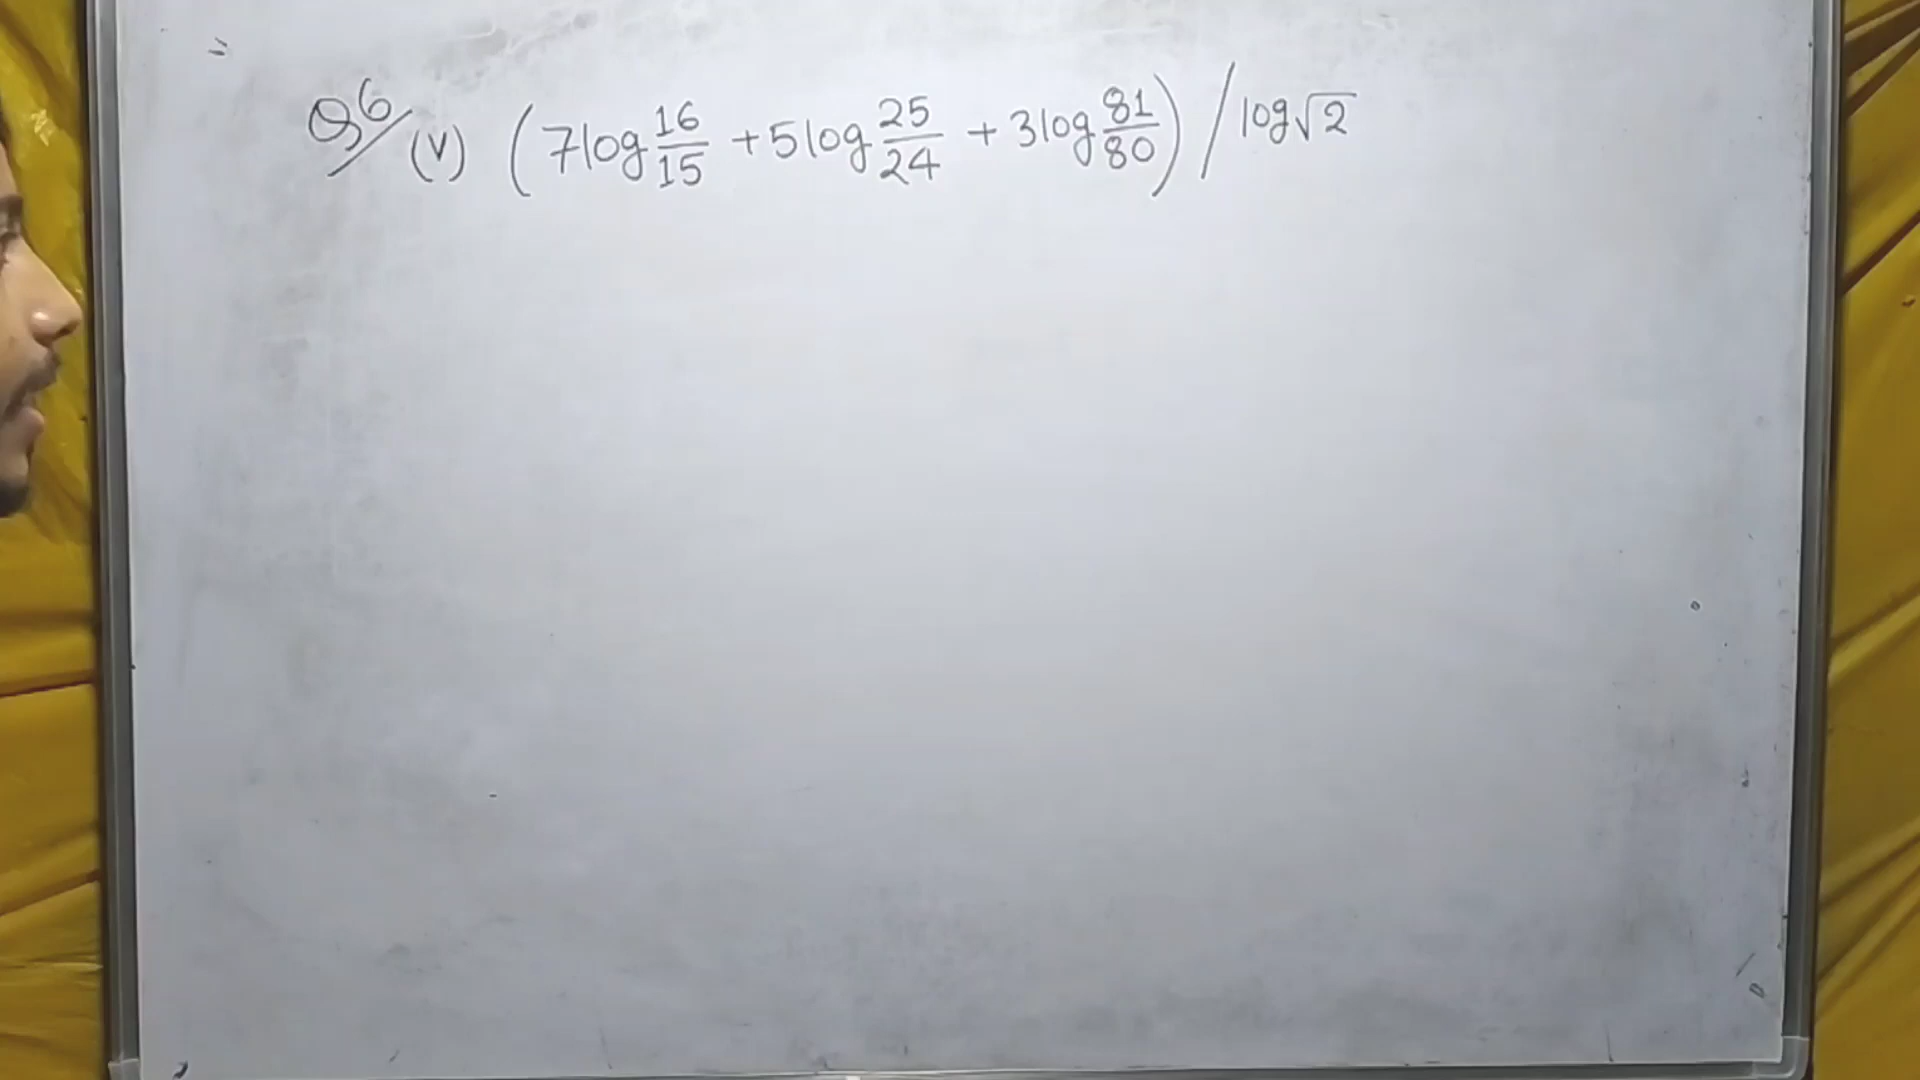 Q6/ (v) (7log 16/15 + 5log 25/24 + 3log 81/80) / log√2